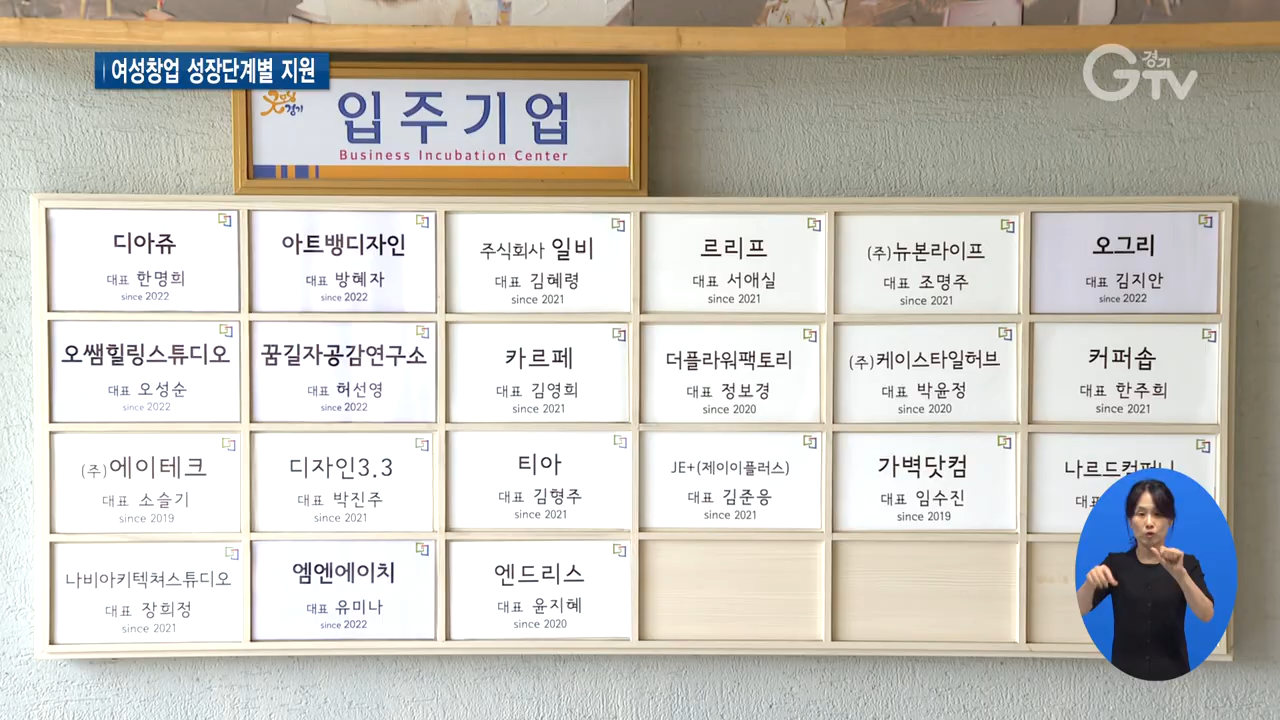 여성창업 성장단계별 지원
경기
GTV
경기
입주기업
Business Incubation Center
디아쥬
대표 한명희
since 2022
아트뱅디자인
대표 방혜자
since 2022
주식회사 일비
대표 김혜령
since 2021
르리프
대표 서애실
since 2021
(주)뉴본라이프
대표 조명주
since 2021
오그리
대표 김지안
since 2022
오쌤힐링스튜디오
대표 오성순
since 2022
꿈길자공감연구소
대표 허선영
since 2022
카르페
대표 김영희
since 2021
더플라워팩토리
대표 정보경
since 2020
(주)케이스타일허브
대표 박윤정
since 2020
커퍼솝
대표 한주희
since 2021
(주)에이테크
대표 소슬기
since 2019
디자인3.3
대표 박진주
since 2021
티아
대표 김형주
since 2021
JE+(제이이플러스)
대표 김준응
since 2021
가벽닷컴
대표 임수진
since 2019
나르드컴퍼니
나비아키텍쳐스튜디오
대표 장희정
since 2021
엠엔에이치
대표 유미나
since 2022
엔드리스
대표 윤지혜
since 2020